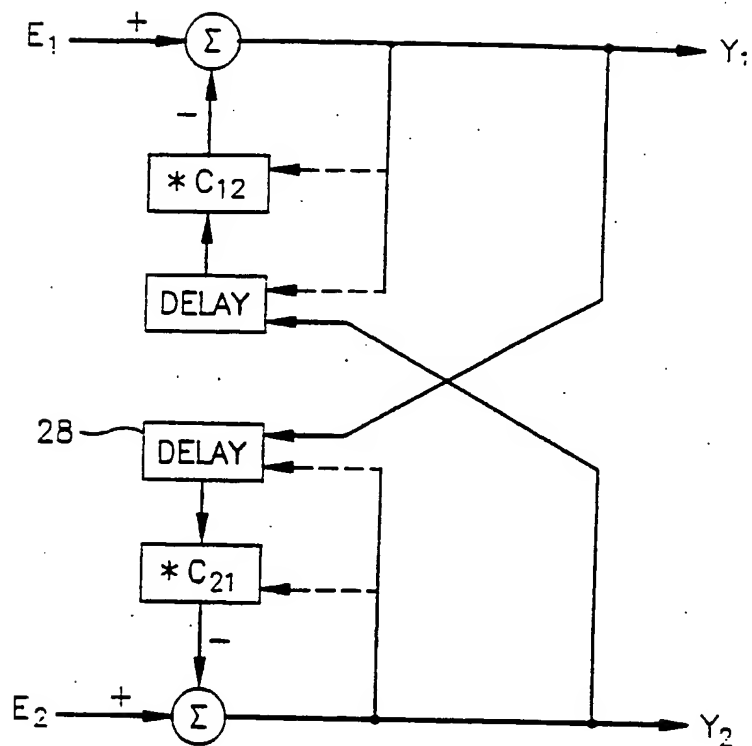 E₁ + Σ Y₁
−
* C₁₂
DELAY
28 DELAY
* C₂₁
−
E₂ + Σ Y₂